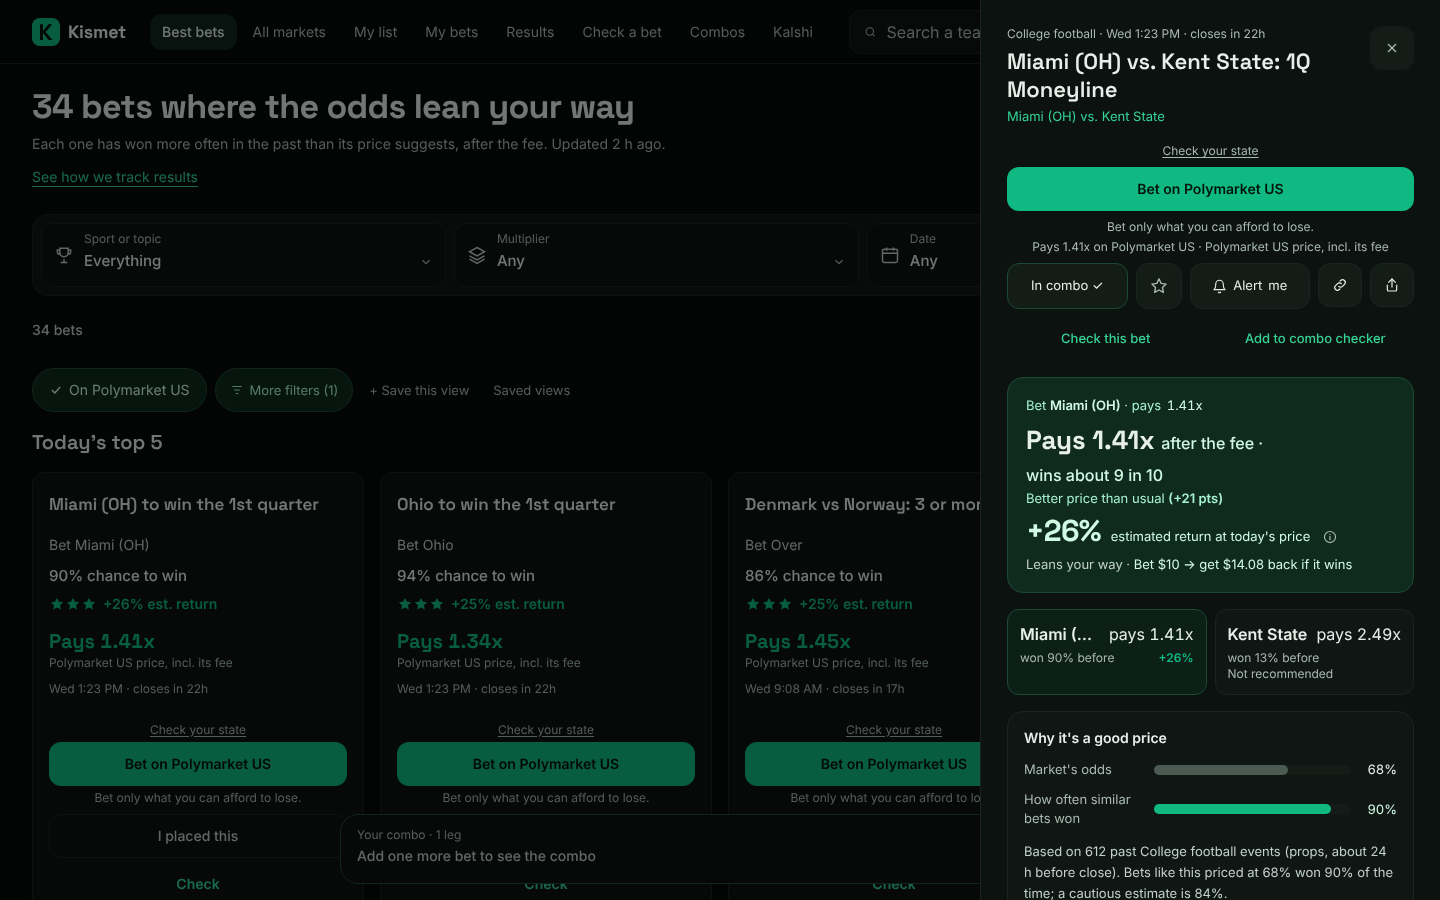 Kismet
Best bets
All markets
My list
My bets
Results
Check a bet
Combos
Kalshi
Search a tea
34 bets where the odds lean your way
Each one has won more often in the past than its price suggests, after the fee. Updated 2 h ago.
See how we track results
Sport or topic
Everything
Multiplier
Any
Date
Any
34 bets
On Polymarket US
More filters (1)
+ Save this view
Saved views
Today's top 5
Miami (OH) to win the 1st quarter
Bet Miami (OH)
90% chance to win
★★★ +26% est. return
Pays 1.41x
Polymarket US price, incl. its fee
Wed 1:23 PM · closes in 22h
Check your state
Bet on Polymarket US
Bet only what you can afford to lose.
I placed this
Check
Ohio to win the 1st quarter
Bet Ohio
94% chance to win
★★★ +25% est. return
Pays 1.34x
Polymarket US price, incl. its fee
Wed 1:23 PM · closes in 22h
Check your state
Bet on Polymarket US
Bet only what you can afford to lose.
Check
Denmark vs Norway: 3 or mor
Bet Over
86% chance to win
★★★ +25% est. return
Pays 1.45x
Polymarket US price, incl. its fee
Wed 9:08 AM · closes in 17h
Check your state
Bet on Polymarket US
Bet only what you can afford to lo
Check
Your combo · 1 leg
Add one more bet to see the combo
College football · Wed 1:23 PM · closes in 22h
Miami (OH) vs. Kent State: 1Q
Moneyline
Miami (OH) vs. Kent State
Check your state
Bet on Polymarket US
Bet only what you can afford to lose.
Pays 1.41x on Polymarket US · Polymarket US price, incl. its fee
In combo ✓
Alert me
Check this bet
Add to combo checker
Bet Miami (OH) · pays 1.41x
Pays 1.41x after the fee ·
wins about 9 in 10
Better price than usual (+21 pts)
+26% estimated return at today's price
Leans your way · Bet $10 → get $14.08 back if it wins
Miami (... pays 1.41x
won 90% before +26%
Kent State pays 2.49x
won 13% before
Not recommended
Why it's a good price
Market's odds 68%
How often similar
bets won 90%
Based on 612 past College football events (props, about 24
h before close). Bets like this priced at 68% won 90% of the
time; a cautious estimate is 84%.